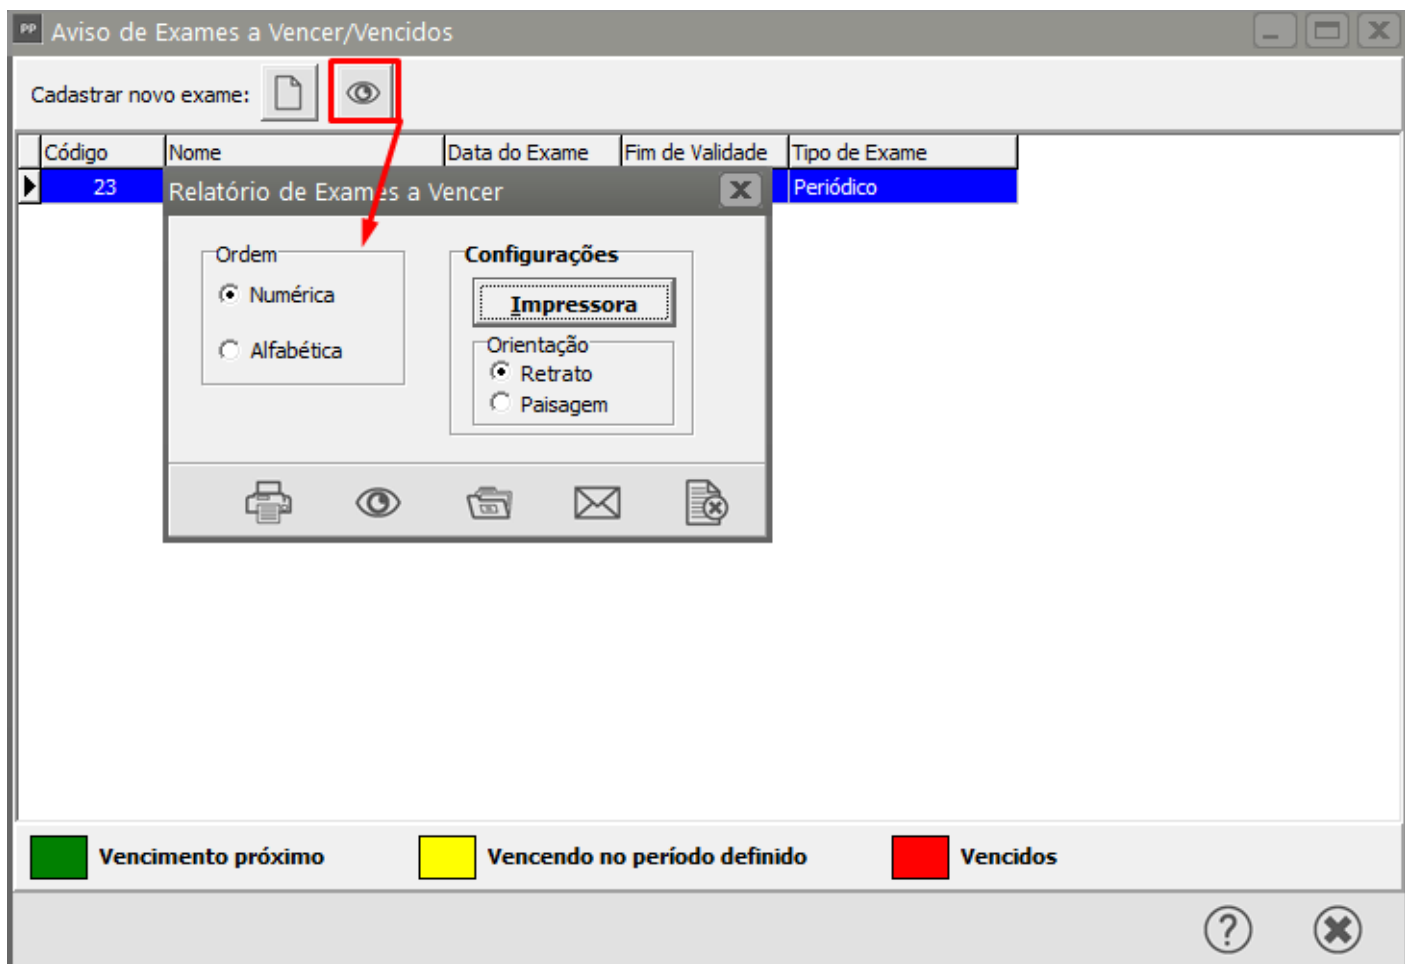 PP Aviso de Exames a Vencer/Vencidos
Cadastrar novo exame:
Código Nome Data do Exame Fim de Validade Tipo de Exame
23 Periódico
Relatório de Exames a Vencer
Ordem
Numérica
Alfabética
Configurações
Impressora
Orientação
Retrato
Paisagem
Vencimento próximo Vencendo no período definido Vencidos
?